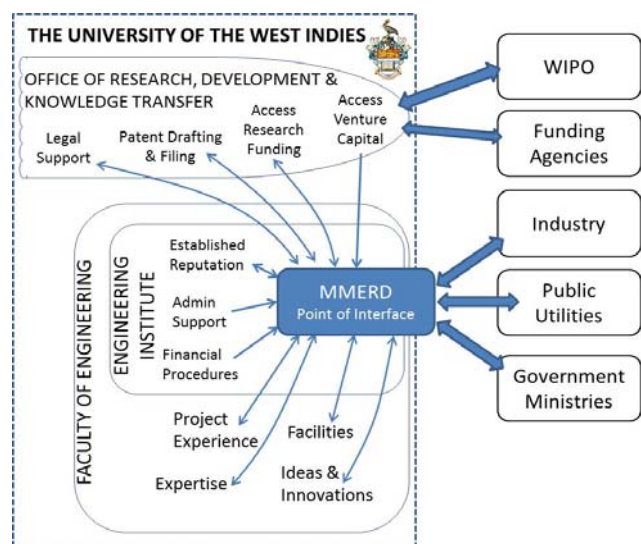 THE UNIVERSITY OF THE WEST INDIES
OFFICE OF RESEARCH, DEVELOPMENT &
KNOWLEDGE TRANSFER
Legal
Support
Patent Drafting
& Filing
Access
Research
Funding
Access
Venture
Capital
WIPO
Funding
Agencies
Industry
Public
Utilities
Government
Ministries
FACULTY OF ENGINEERING
ENGINEERING
INSTITUTE
Established
Reputation
Admin
Support
Financial
Procedures
MMERD
Point of Interface
Project
Experience
Facilities
Expertise
Ideas &
Innovations